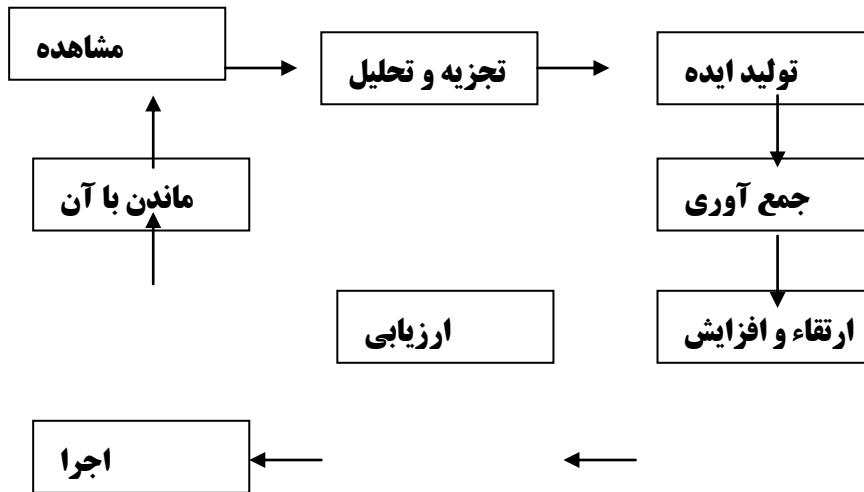 مشاهده
تجزیه و تحلیل
تولید ایده
ماندن با آن
جمع آوری
ارزیابی
ارتقاء و افزایش
اجرا